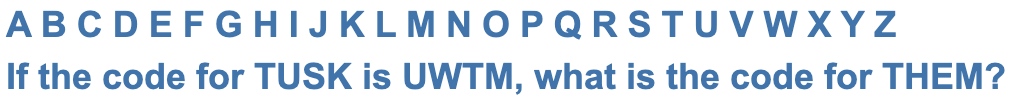 A B C D E F G H I J K L M N O P Q R S T U V W X Y Z
If the code for TUSK is UWTM, what is the code for THEM?